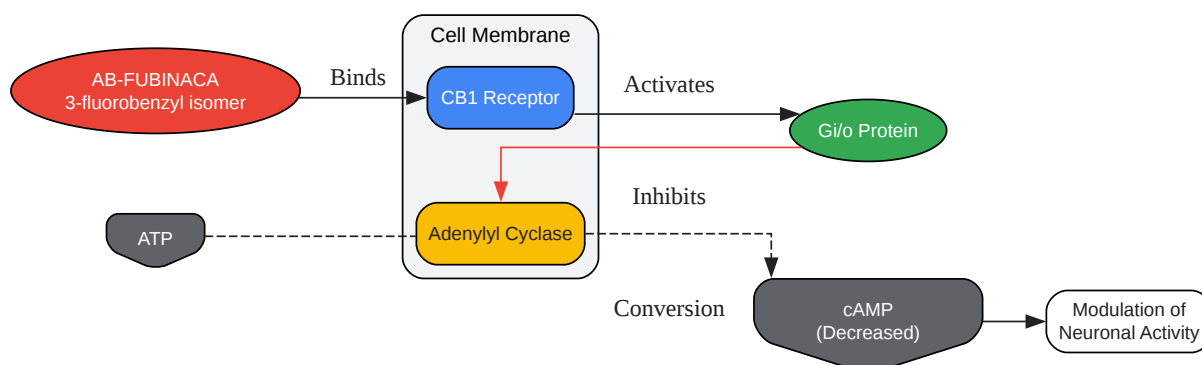 Cell Membrane
AB-FUBINACA
3-fluorobenzyl isomer
Binds
CB1 Receptor
Activates
Gi/o Protein
Inhibits
ATP
Adenylyl Cyclase
Conversion
cAMP
(Decreased)
Modulation of
Neuronal Activity